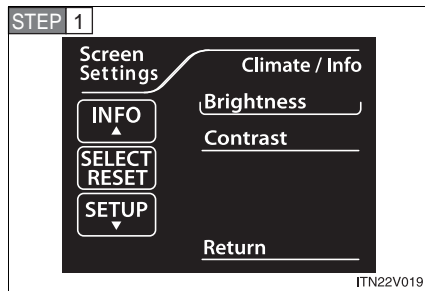 STEP 1
Screen
Settings
Climate / Info
INFO
Brightness
Contrast
SELECT
RESET
SETUP
Return
ITN22V019